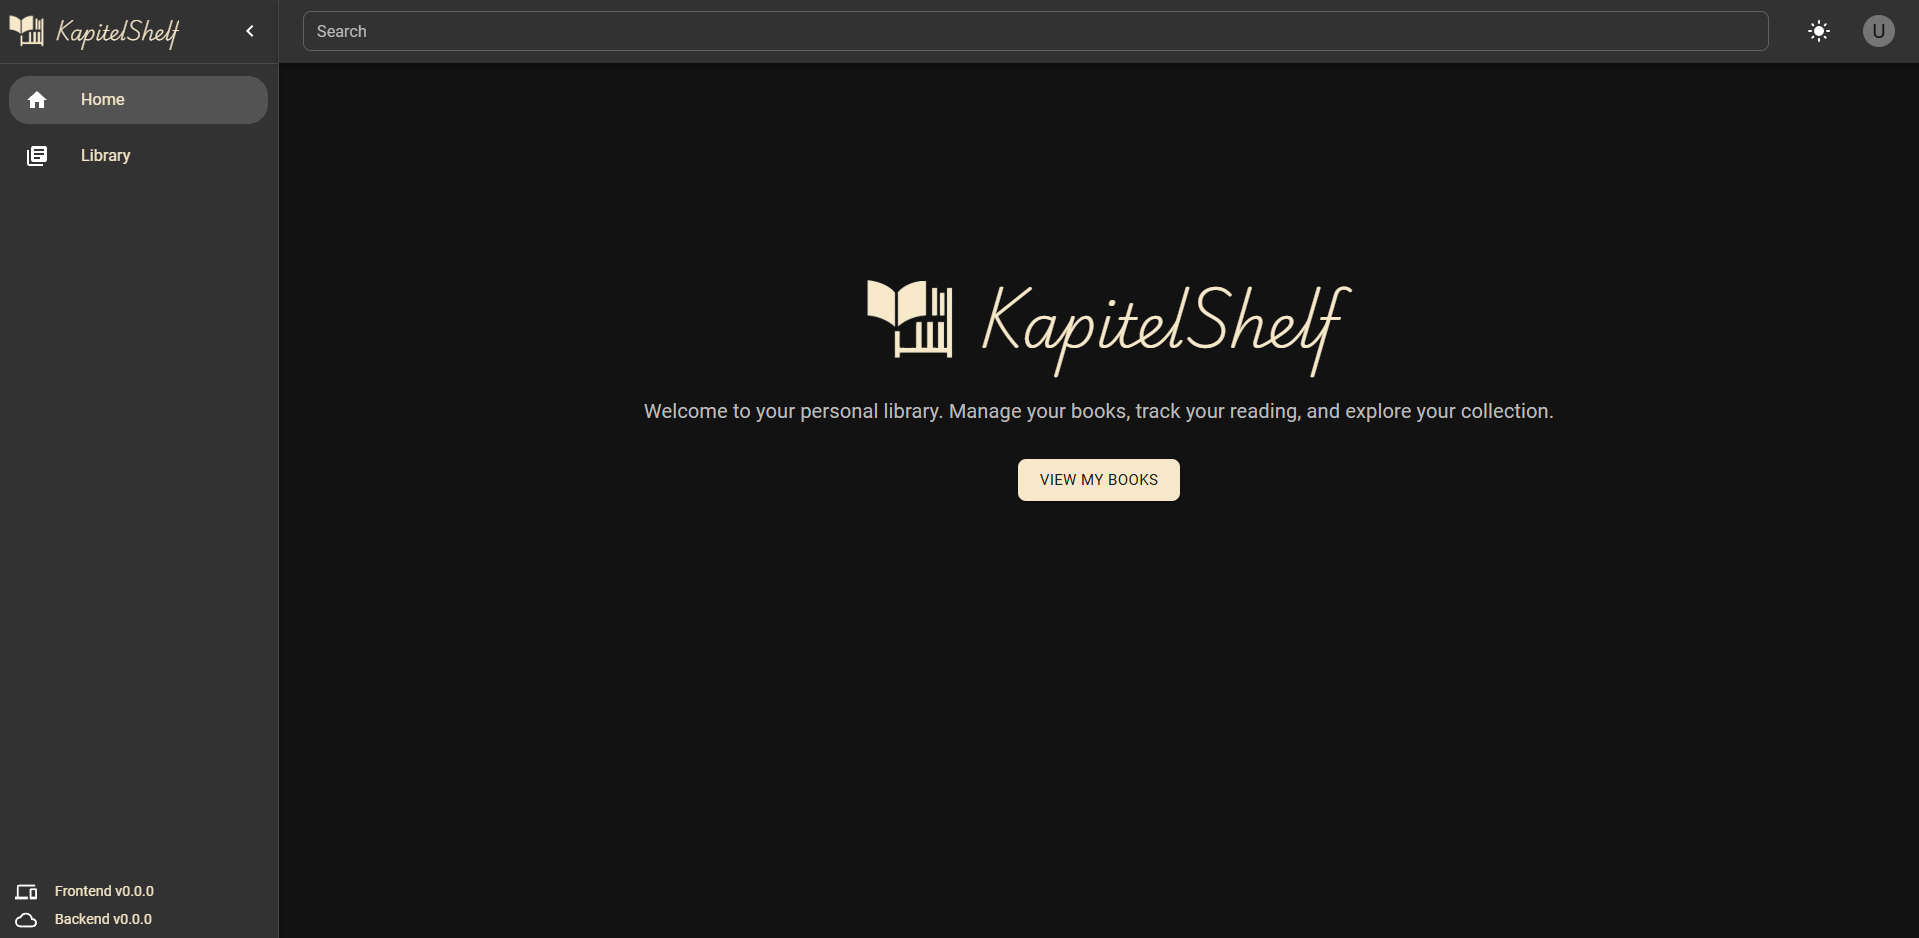 KapitelShelf
Search
U
Home
Library
KapitelShelf
Welcome to your personal library. Manage your books, track your reading, and explore your collection.
VIEW MY BOOKS
Frontend v0.0.0
Backend v0.0.0